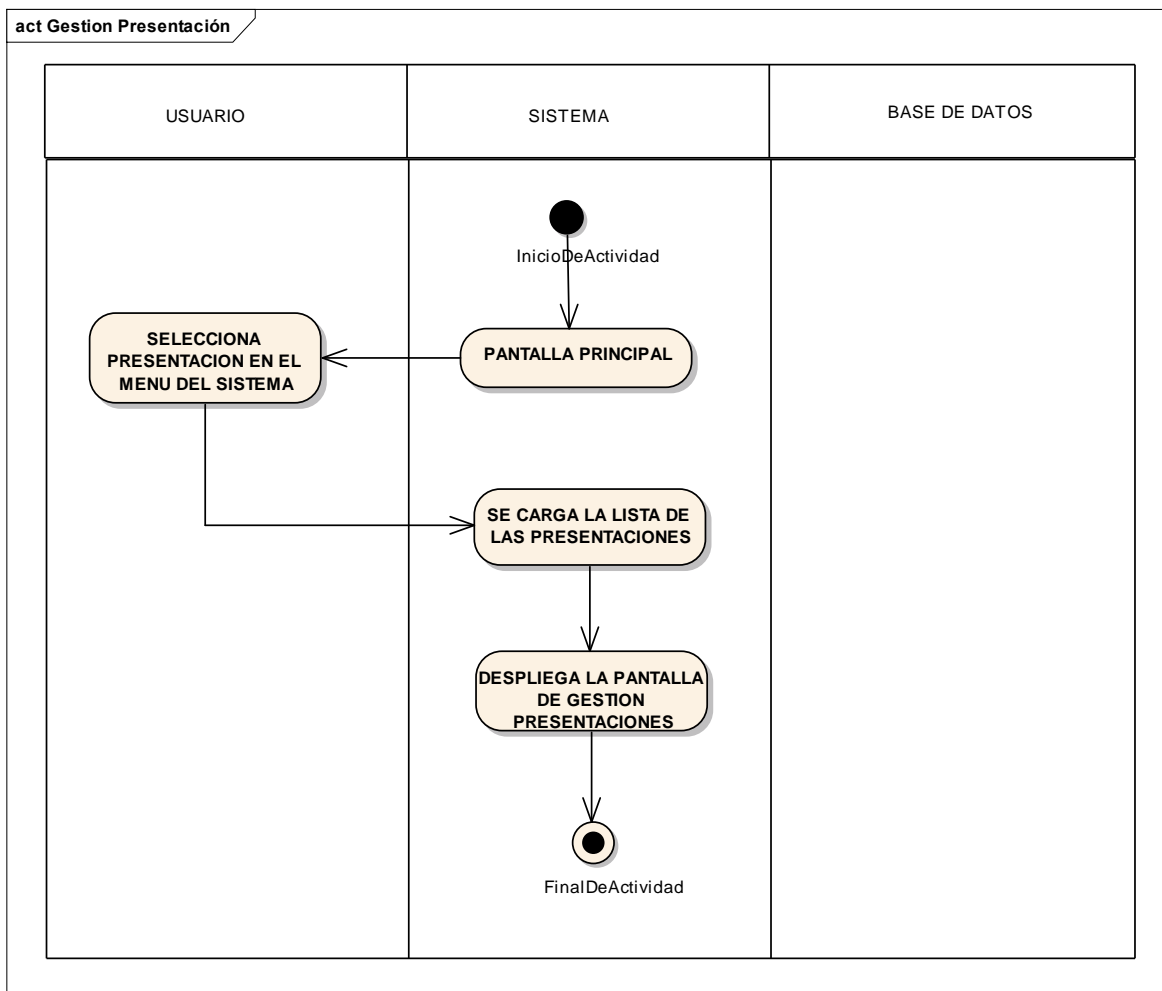 act Gestion Presentación
USUARIO
SISTEMA
BASE DE DATOS
InicioDeActividad
SELECCIONA
PRESENTACION EN EL
MENU DEL SISTEMA
PANTALLA PRINCIPAL
SE CARGA LA LISTA DE
LAS PRESENTACIONES
DESPLIEGA LA PANTALLA
DE GESTION
PRESENTACIONES
FinalDeActividad